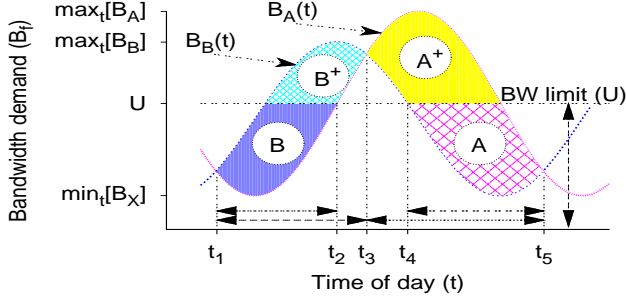 Bandwidth demand (B_f)
max_t[B_A]
max_t[B_B]
U
min_t[B_X]
B_A(t)
B_B(t)
B+
A+
B
A
BW limit (U)
t_1
t_2
t_3
t_4
t_5
Time of day (t)